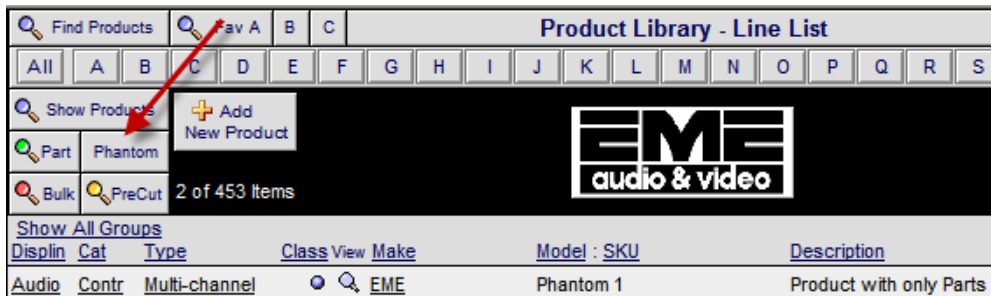 Find Products Fav A B C Product Library - Line List
All A B C D E F G H I J K L M N O P Q R S
Show Products Add
New Product
Part Phantom
Bulk PreCut 2 of 453 Items
EME
audio & video
Show All Groups
Displin Cat Type Class View Make Model : SKU Description
Audio Contr Multi-channel EME Phantom 1 Product with only Parts